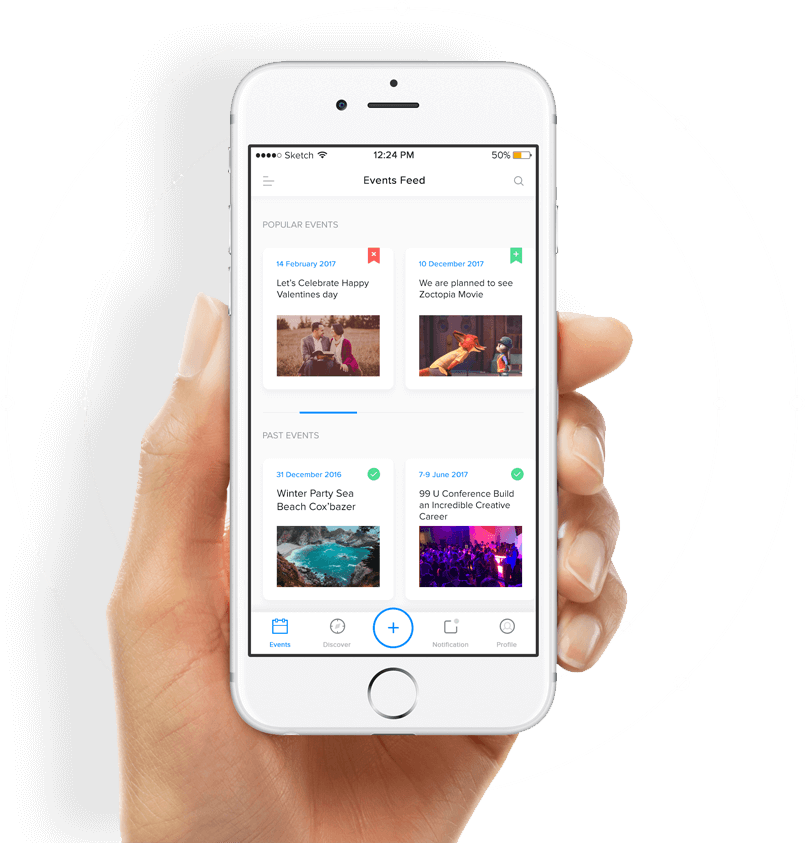 Sketch 12:24 PM 50%
Events Feed
POPULAR EVENTS
14 February 2017
Let's Celebrate Happy
Valentines day
10 December 2017
We are planned to see
Zoctopia Movie
PAST EVENTS
31 December 2016
Winter Party Sea
Beach Cox'bazer
7-9 June 2017
99 U Conference Build
an Incredible Creative
Career
Events Discover Notification Profile